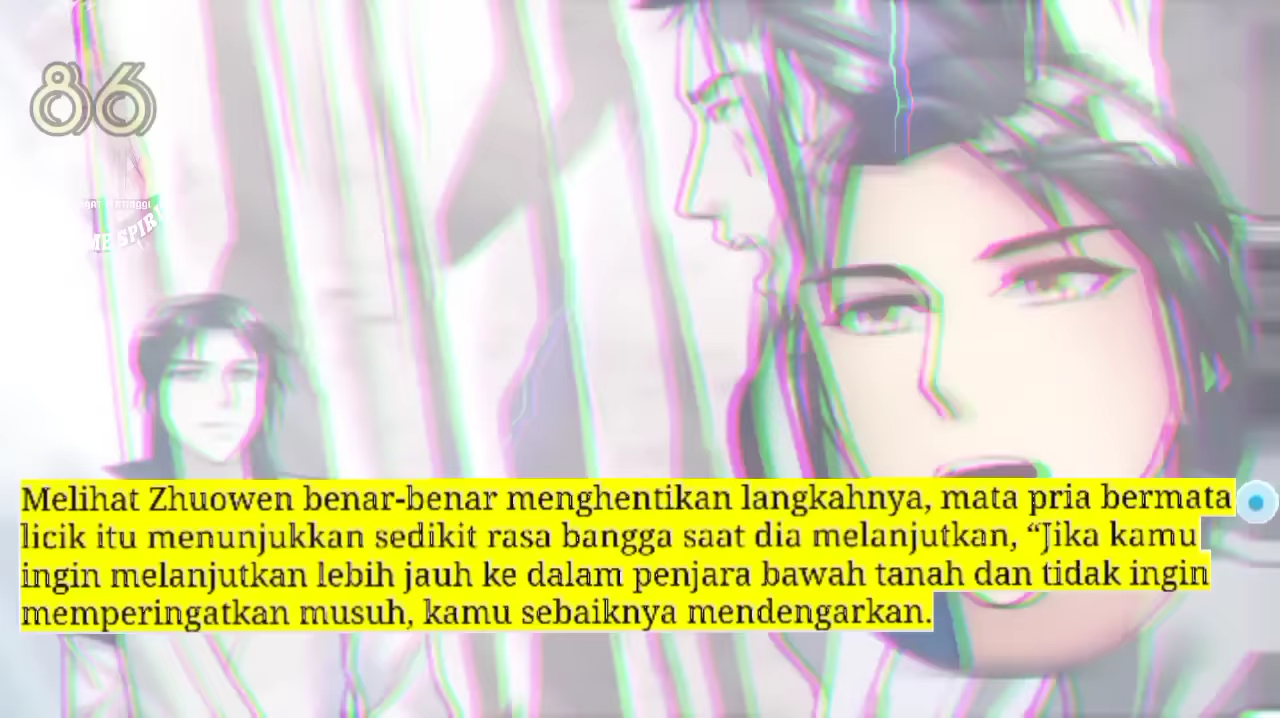 86
TERTINGGI
SPIRIT
Melihat Zhuowen benar-benar menghentikan langkahnya, mata pria bermata
licik itu menunjukkan sedikit rasa bangga saat dia melanjutkan, “Jika kamu
ingin melanjutkan lebih jauh ke dalam penjara bawah tanah dan tidak ingin
memperingatkan musuh, kamu sebaiknya mendengarkan.